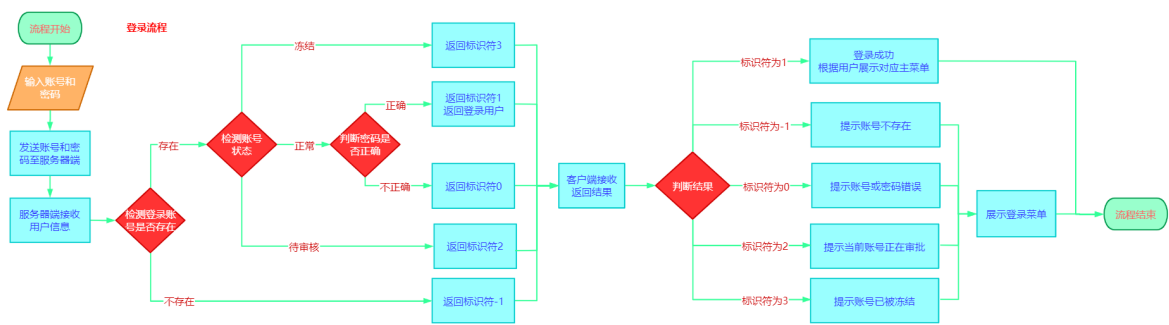 流程开始
登录流程
输入账号和
密码
发送账号和密
码至服务器端
服务器端接收
用户信息
检测登录账
号是否存在
存在
不存在
检测账号
状态
冻结
正常
待审核
判断密码是
否正确
正确
不正确
返回标识符3
返回标识符1
返回登录用户
返回标识符0
返回标识符2
返回标识符-1
客户端接收
返回结果
判断结果
标识符为1
标识符为-1
标识符为0
标识符为2
标识符为3
登录成功
根据用户展示对应主菜单
提示账号不存在
提示账号或密码错误
提示当前账号正在审批
提示账号已被冻结
展示登录菜单
流程结束